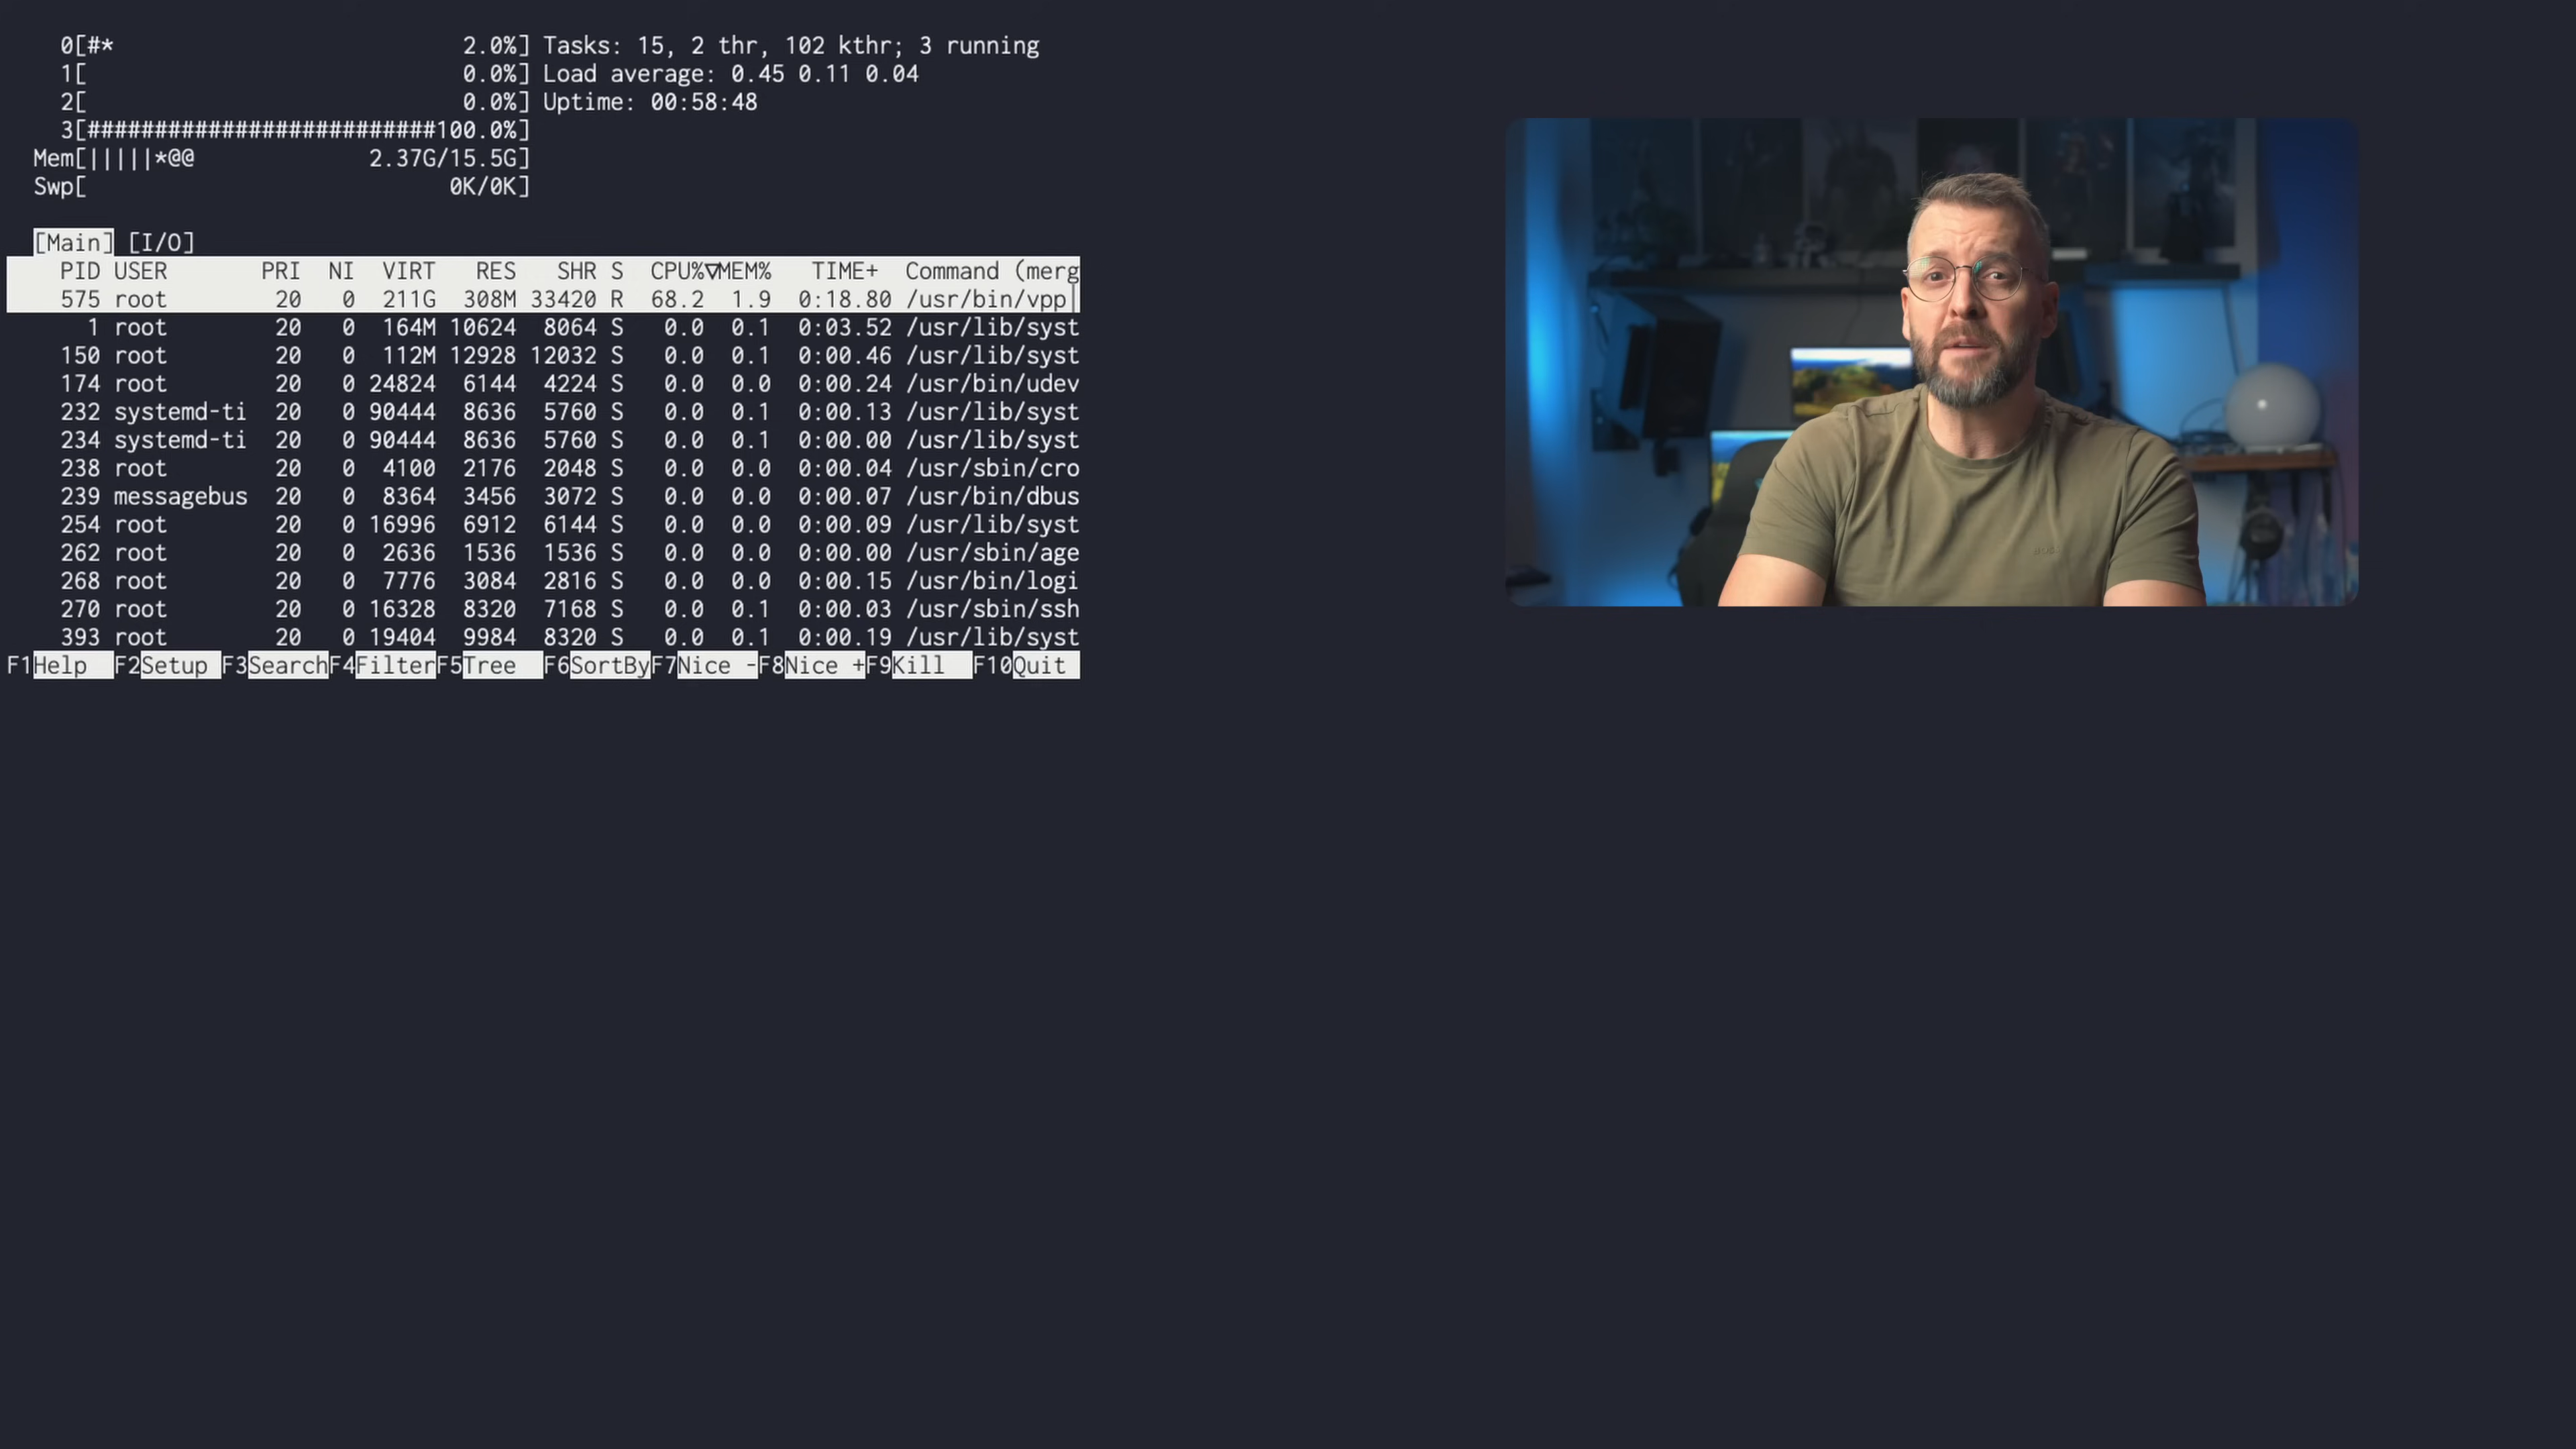 0[#* 2.0%] Tasks: 15, 2 thr, 102 kthr; 3 running
1[ 0.0%] Load average: 0.45 0.11 0.04
2[ 0.0%] Uptime: 00:58:48
3[##########################100.0%]
Mem[|||||*@@ 2.37G/15.5G]
Swp[ 0K/0K]
[Main] [I/O]
PID USER PRI NI VIRT RES SHR S CPU%▽MEM% TIME+ Command (merg
575 root 20 0 211G 308M 33420 R 68.2 1.9 0:18.80 /usr/bin/vpp│
1 root 20 0 164M 10624 8064 S 0.0 0.1 0:03.52 /usr/lib/syst
150 root 20 0 112M 12928 12032 S 0.0 0.1 0:00.46 /usr/lib/syst
174 root 20 0 24824 6144 4224 S 0.0 0.0 0:00.24 /usr/bin/udev
232 systemd-ti 20 0 90444 8636 5760 S 0.0 0.1 0:00.13 /usr/lib/syst
234 systemd-ti 20 0 90444 8636 5760 S 0.0 0.1 0:00.00 /usr/lib/syst
238 root 20 0 4100 2176 2048 S 0.0 0.0 0:00.04 /usr/sbin/cro
239 messagebus 20 0 8364 3456 3072 S 0.0 0.0 0:00.07 /usr/bin/dbus
254 root 20 0 16996 6912 6144 S 0.0 0.0 0:00.09 /usr/lib/syst
262 root 20 0 2636 1536 1536 S 0.0 0.0 0:00.00 /usr/sbin/age
268 root 20 0 7776 3084 2816 S 0.0 0.0 0:00.15 /usr/bin/logi
270 root 20 0 16328 8320 7168 S 0.0 0.1 0:00.03 /usr/sbin/ssh
393 root 20 0 19404 9984 8320 S 0.0 0.1 0:00.19 /usr/lib/syst
F1Help F2Setup F3SearchF4FilterF5Tree F6SortByF7Nice -F8Nice +F9Kill F10Quit